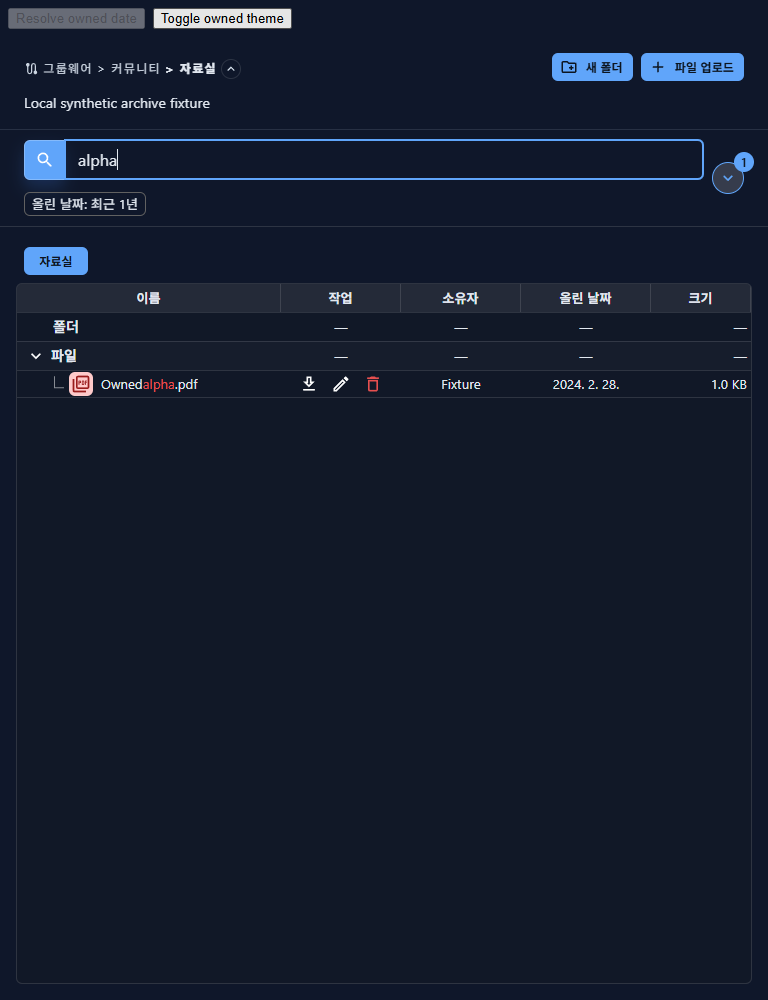 Resolve owned date Toggle owned theme
그룹웨어 > 커뮤니티 > 자료실
새 폴더
파일 업로드
Local synthetic archive fixture
alpha
1
올린 날짜: 최근 1년
자료실
이름 작업 소유자 올린 날짜 크기
폴더 — — — —
파일 — — — —
PDF Ownedalpha.pdf Fixture 2024. 2. 28. 1.0 KB